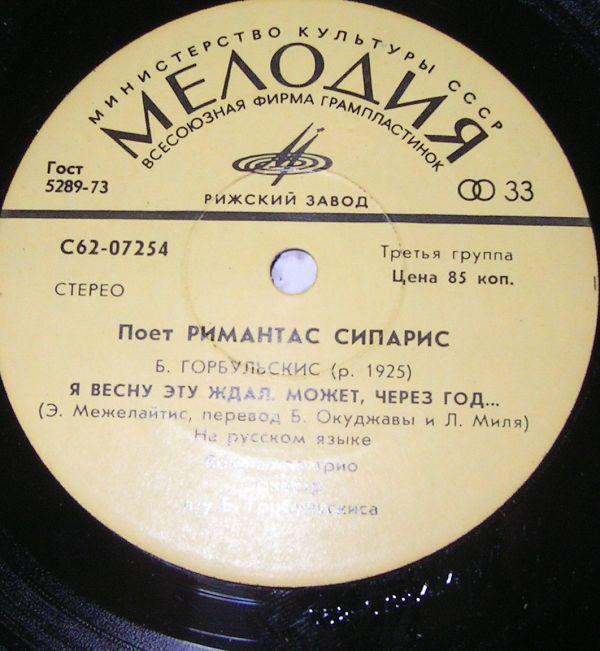 МИНИСТЕРСТВО КУЛЬТУРЫ СССР
МЕЛОДИЯ
ВСЕСОЮЗНАЯ ФИРМА ГРАМПЛАСТИНОК
Гост
5289-73
РИЖСКИЙ ЗАВОД
33
С62-07254
Третья группа
Цена 85 коп.
СТЕРЕО
Поет РИМАНТАС СИПАРИС
Б. ГОРБУЛЬСКИС (р. 1925)
Я ВЕСНУ ЭТУ ЖДАЛ. МОЖЕТ, ЧЕРЕЗ ГОД...
(Э. Межелайтис, перевод Б. Окуджавы и Л. Миля)
На русском языке
трио
п/у Б. Горбульскиса